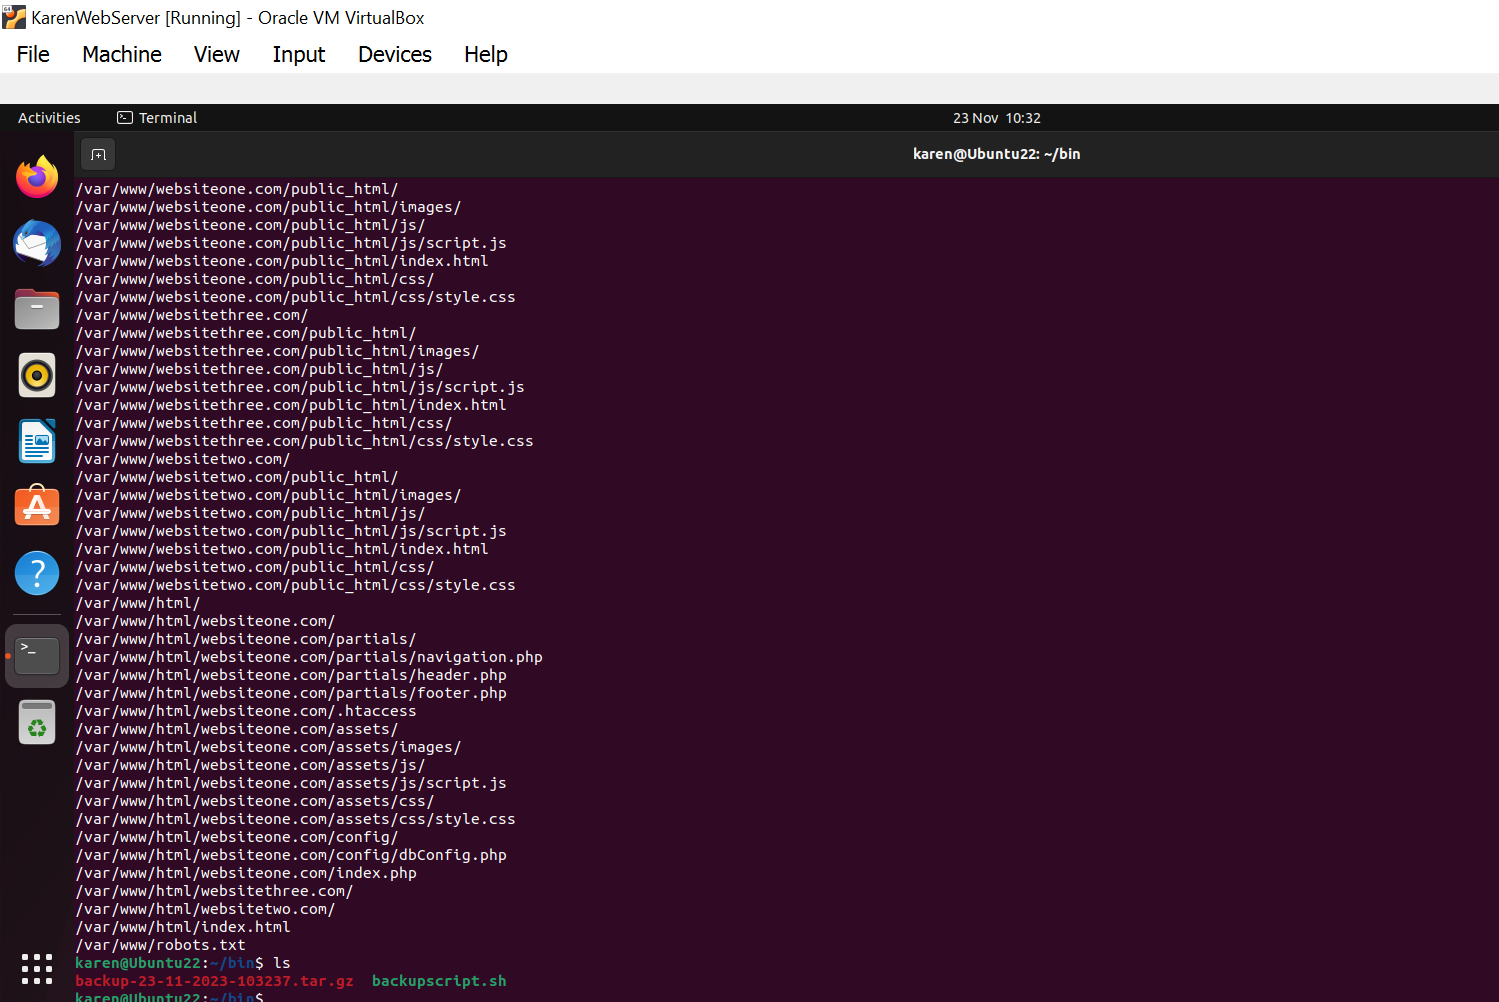 KarenWebServer [Running] - Oracle VM VirtualBox
File Machine View Input Devices Help
Activities Terminal 23 Nov 10:32
karen@Ubuntu22: ~/bin
/var/www/websiteone.com/public_html/
/var/www/websiteone.com/public_html/images/
/var/www/websiteone.com/public_html/js/
/var/www/websiteone.com/public_html/js/script.js
/var/www/websiteone.com/public_html/index.html
/var/www/websiteone.com/public_html/css/
/var/www/websiteone.com/public_html/css/style.css
/var/www/websitethree.com/
/var/www/websitethree.com/public_html/
/var/www/websitethree.com/public_html/images/
/var/www/websitethree.com/public_html/js/
/var/www/websitethree.com/public_html/js/script.js
/var/www/websitethree.com/public_html/index.html
/var/www/websitethree.com/public_html/css/
/var/www/websitethree.com/public_html/css/style.css
/var/www/websitetwo.com/
/var/www/websitetwo.com/public_html/
/var/www/websitetwo.com/public_html/images/
/var/www/websitetwo.com/public_html/js/
/var/www/websitetwo.com/public_html/js/script.js
/var/www/websitetwo.com/public_html/index.html
/var/www/websitetwo.com/public_html/css/
/var/www/websitetwo.com/public_html/css/style.css
/var/www/html/
/var/www/html/websiteone.com/
/var/www/html/websiteone.com/partials/
/var/www/html/websiteone.com/partials/navigation.php
/var/www/html/websiteone.com/partials/header.php
/var/www/html/websiteone.com/partials/footer.php
/var/www/html/websiteone.com/.htaccess
/var/www/html/websiteone.com/assets/
/var/www/html/websiteone.com/assets/images/
/var/www/html/websiteone.com/assets/js/
/var/www/html/websiteone.com/assets/js/script.js
/var/www/html/websiteone.com/assets/css/
/var/www/html/websiteone.com/assets/css/style.css
/var/www/html/websiteone.com/config/
/var/www/html/websiteone.com/config/dbConfig.php
/var/www/html/websiteone.com/index.php
/var/www/html/websitethree.com/
/var/www/html/websitetwo.com/
/var/www/html/index.html
/var/www/robots.txt
karen@Ubuntu22:~/bin$ ls
backup-23-11-2023-103237.tar.gz backupscript.sh
karen@Ubuntu22:~/bin$